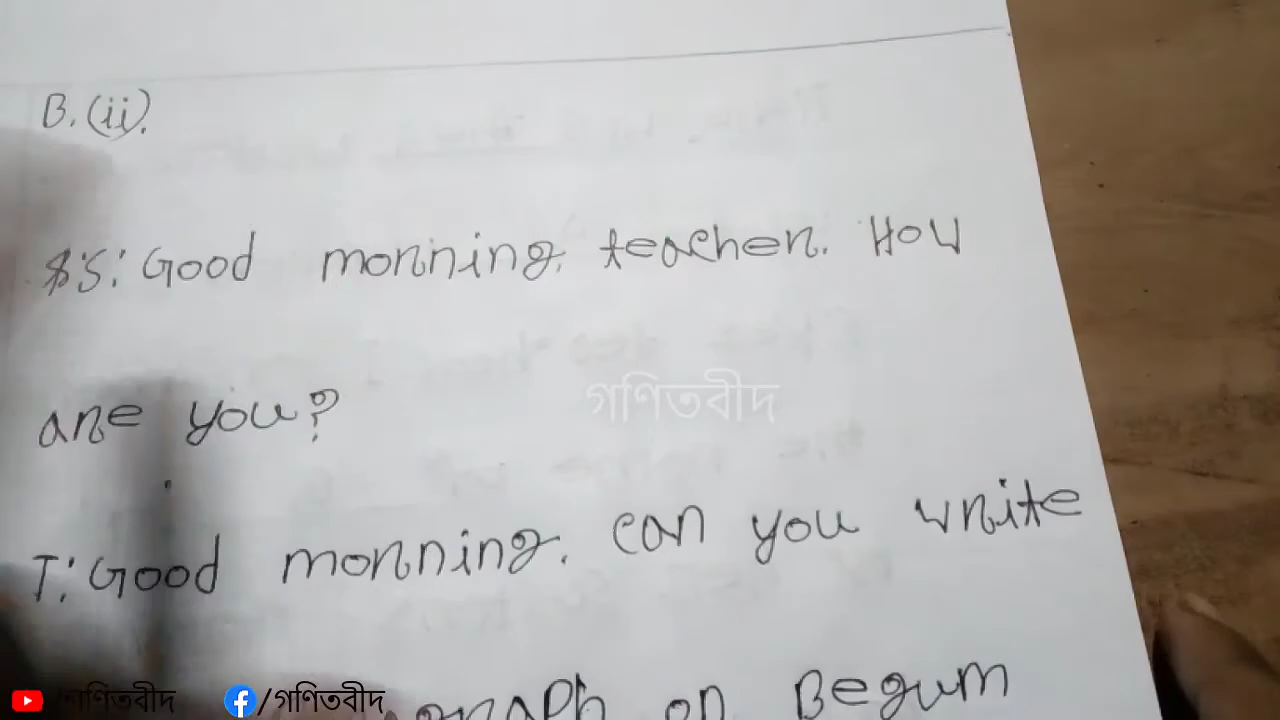 B.(ii).
S: Good morning, teacher. How
are you?
গণিতবীদ
T: Good morning. Can you write
on Begum
/গণিতবীদ /গণিতবীদ